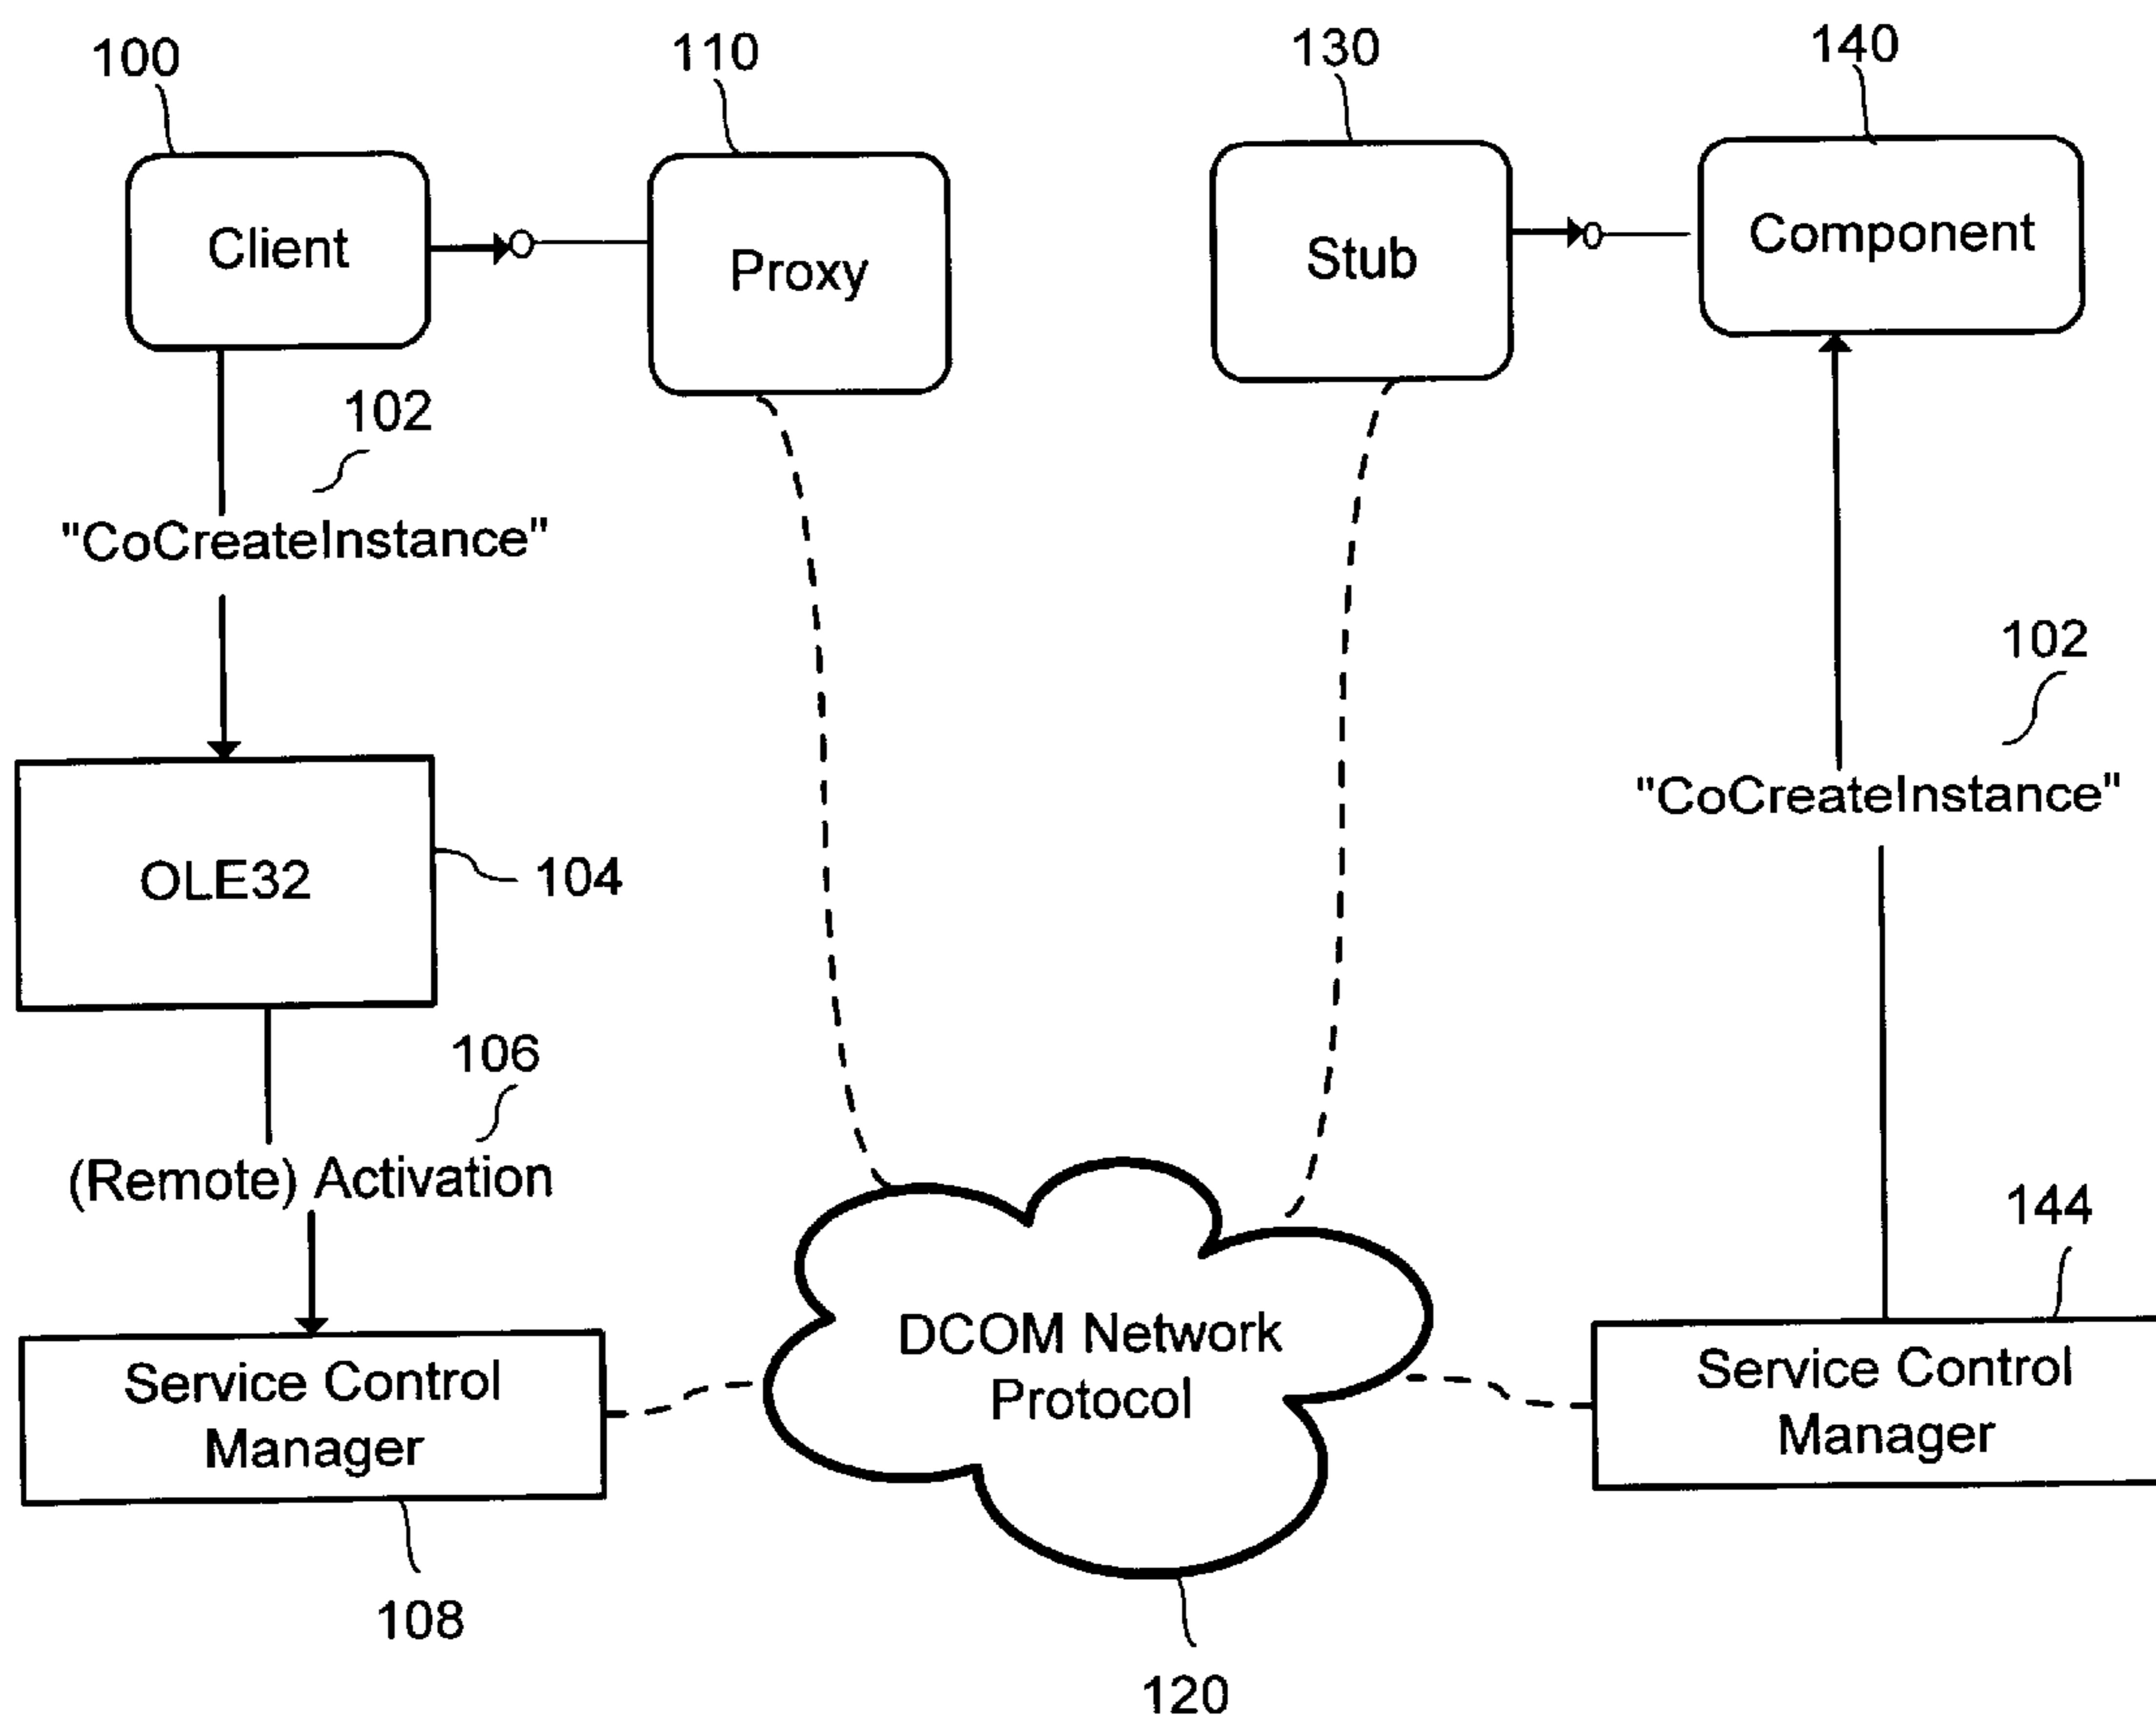 100
110
130
140
Client
Proxy
Stub
Component
102
"CoCreateInstance"
102
"CoCreateInstance"
OLE32
104
106
(Remote) Activation
144
Service Control
Manager
DCOM Network
Protocol
Service Control
Manager
108
120